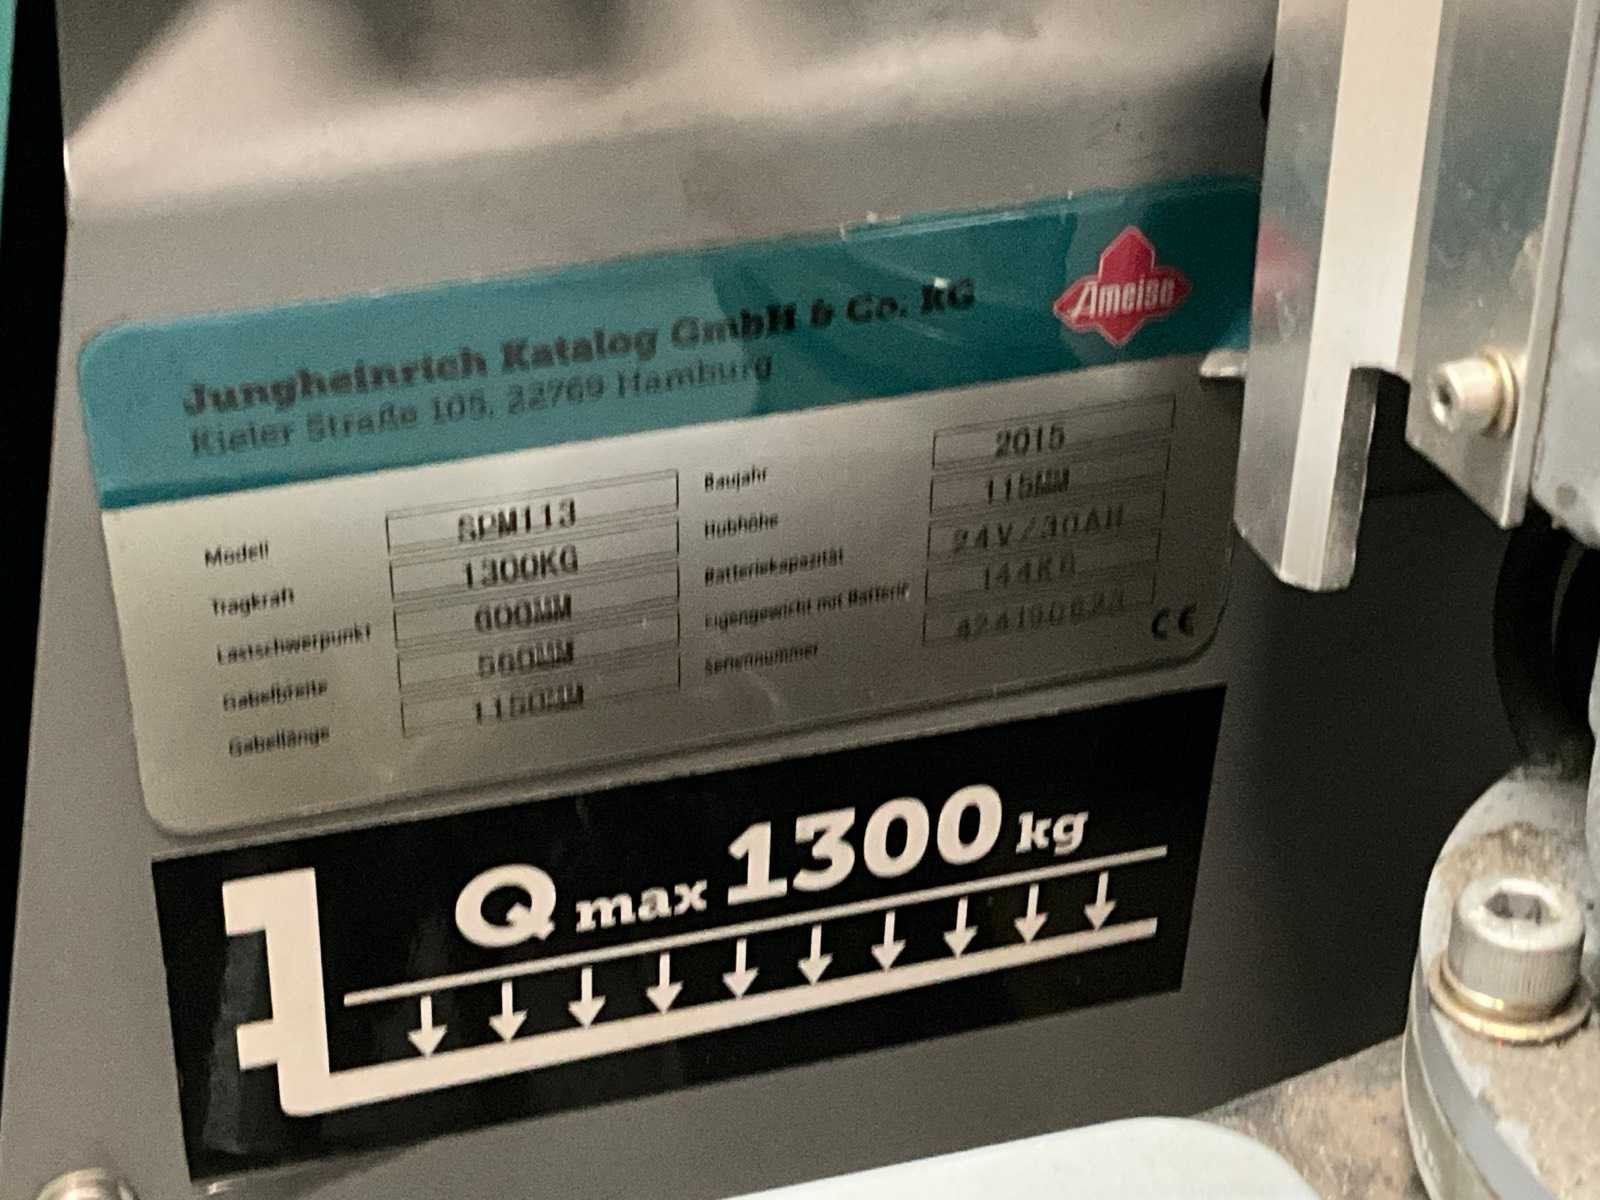 Jungheinrich Katalog GmbH & Co. KG
Kieler Straße 105, 22769 Hamburg
Ameise
Modell SPM113
Tragkraft 1300KG
Lastschwerpunkt 600MM
Gabelbreite 560MM
Gabellänge 1150MM
Baujahr 2015
Hubhöhe 115MM
Batteriekapazität 24V/30AH
Eigengewicht mit Batterie 144KG
Seriennummer
CE
Q max 1300 kg